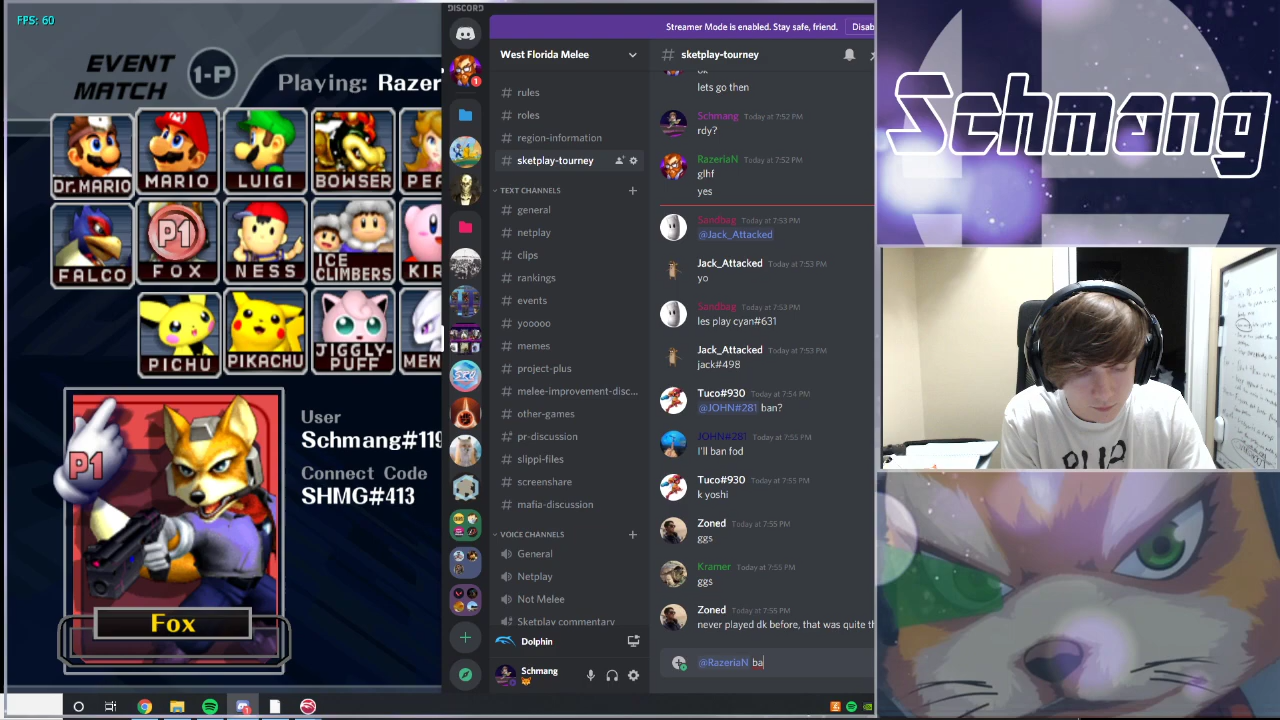 FPS: 60
EVENT
MATCH
1-P
Playing: Razer
DR.MARIO
MARIO
LUIGI
BOWSER
PEA
FALCO
P1
FOX
NESS
ICE
CLIMBERS
KIR
PICHU
PIKACHU
JIGGLY-
PUFF
MEW
P1
User
Schmang#119
Connect Code
SHMG#413
Fox
DISCORD
Streamer Mode is enabled. Stay safe, friend.
Disab
West Florida Melee
# sketplay-tourney
# rules
# roles
# region-information
# sketplay-tourney
TEXT CHANNELS
# general
# netplay
# clips
# rankings
# events
# yooooo
# memes
# project-plus
# melee-improvement-disc...
# other-games
# pr-discussion
# slippi-files
# screenshare
# mafia-discussion
VOICE CHANNELS
General
Netplay
Not Melee
Sketplay commentary
Dolphin
Schmang
lets go then
Schmang Today at 7:52 PM
rdy?
RazeriaN Today at 7:52 PM
glhf
yes
Sandbag Today at 7:53 PM
@Jack_Attacked
Jack_Attacked Today at 7:53 PM
yo
Sandbag Today at 7:53 PM
les play cyan#631
Jack_Attacked Today at 7:53 PM
jack#498
Tuco#930 Today at 7:54 PM
@JOHN#281 ban?
JOHN#281 Today at 7:55 PM
I'll ban fod
Tuco#930 Today at 7:55 PM
k yoshi
Zoned Today at 7:55 PM
ggs
Kramer Today at 7:55 PM
ggs
Zoned Today at 7:55 PM
never played dk before, that was quite th
@RazeriaN ba
Schmang